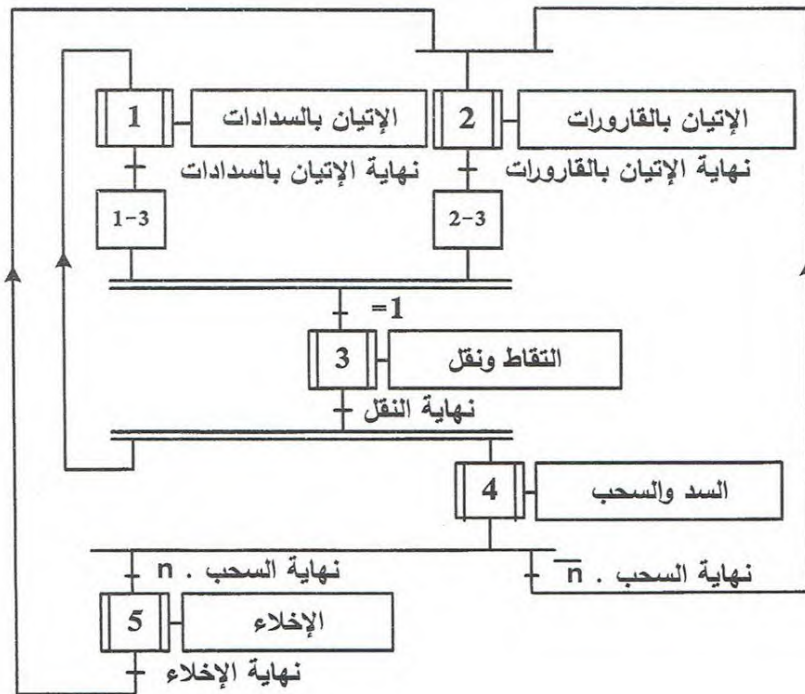 1 الإتيان بالسدادات 2 الإتيان بالقارورات
نهاية الإتيان بالسدادات نهاية الإتيان بالقارورات
1-3 2-3
=1
3 التقاط ونقل
نهاية النقل
4 السد والسحب
نهاية السحب . n نهاية السحب . n̅
5 الإخلاء
نهاية الإخلاء